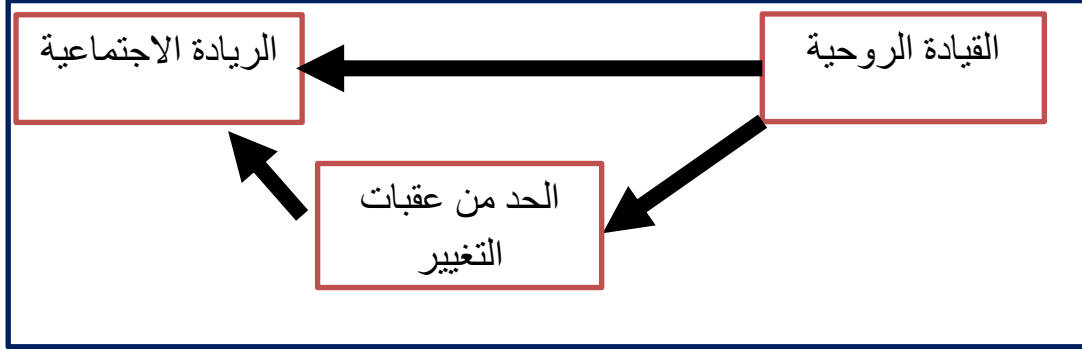 القيادة الروحية
الريادة الاجتماعية
الحد من عقبات
التغيير